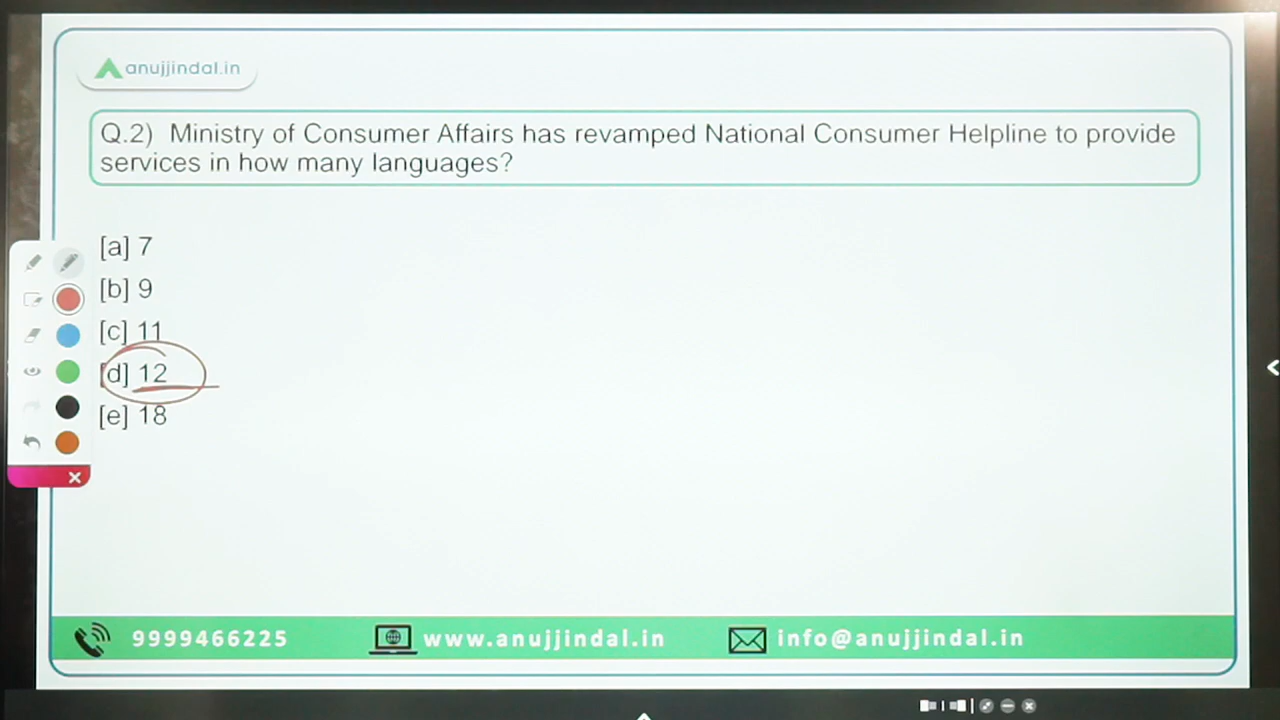 anujjindal.in
Q.2) Ministry of Consumer Affairs has revamped National Consumer Helpline to provide
services in how many languages?
[a] 7
[b] 9
[c] 11
[d] 12
[e] 18
9999466225 www.anujjindal.in info@anujjindal.in